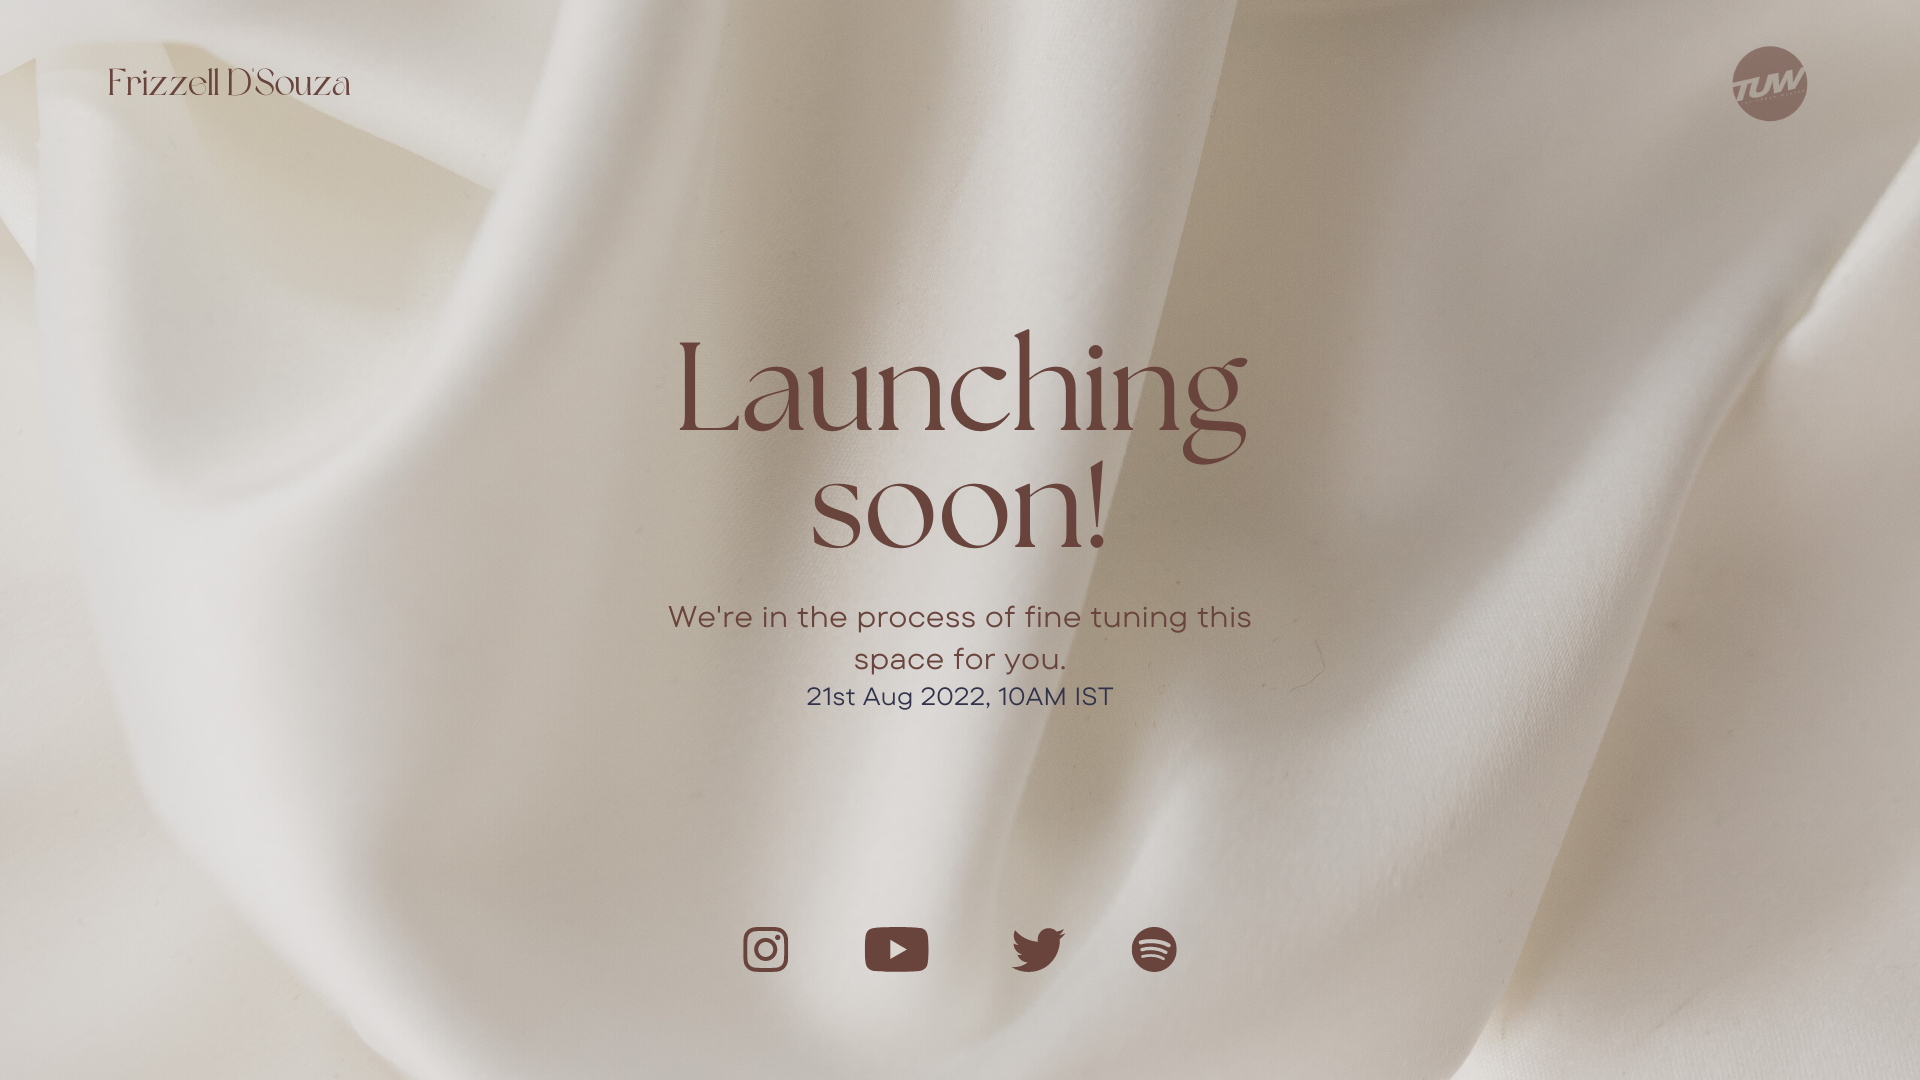 Frizzell D'Souza
TUW
Launching
soon!
We're in the process of fine tuning this
space for you.
21st Aug 2022, 10AM IST